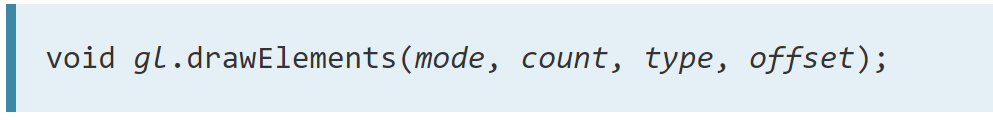 void gl.drawElements(mode, count, type, offset);